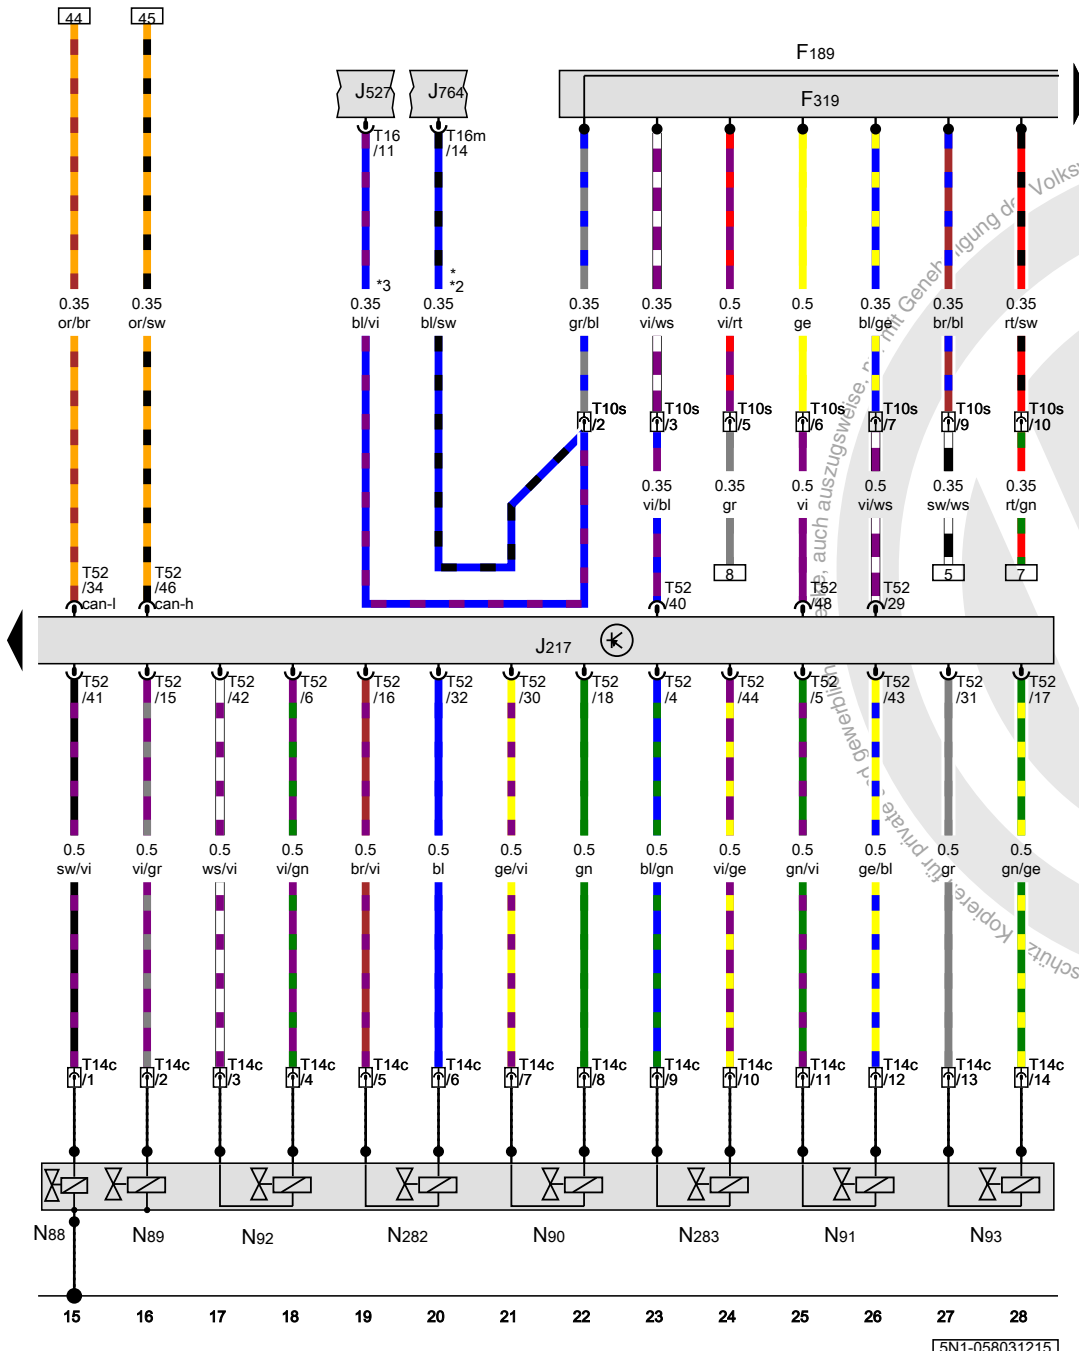 44 45
F189
J527 J764 F319
T16 T16m
/11 /14
*
*3 *2
0.35 0.35 0.35 0.35 0.35 0.35 0.5 0.5 0.35 0.35 0.35
or/br or/sw bl/vi bl/sw gr/bl vi/ws vi/rt ge bl/ge br/bl rt/sw
T10s T10s T10s T10s T10s T10s T10s
/2 /3 /5 /6 /7 /9 /10
0.35 0.35 0.5 0.5 0.35 0.35
vi/bl gr vi vi/ws sw/ws rt/gn
8 5 7
T52 T52 T52 T52 T52
/34 /46 /40 /48 /29
can-l can-h
J217
T52 T52 T52 T52 T52 T52 T52 T52 T52 T52 T52 T52 T52 T52
/41 /15 /42 /6 /16 /32 /30 /18 /4 /44 /5 /43 /31 /17
0.5 0.5 0.5 0.5 0.5 0.5 0.5 0.5 0.5 0.5 0.5 0.5 0.5 0.5
sw/vi vi/gr ws/vi vi/gn br/vi bl ge/vi gn bl/gn vi/ge gn/vi ge/bl gr gn/ge
T14c T14c T14c T14c T14c T14c T14c T14c T14c T14c T14c T14c T14c T14c
/1 /2 /3 /4 /5 /6 /7 /8 /9 /10 /11 /12 /13 /14
N88 N89 N92 N282 N90 N283 N91 N93
15 16 17 18 19 20 21 22 23 24 25 26 27 28
5N1-058031215